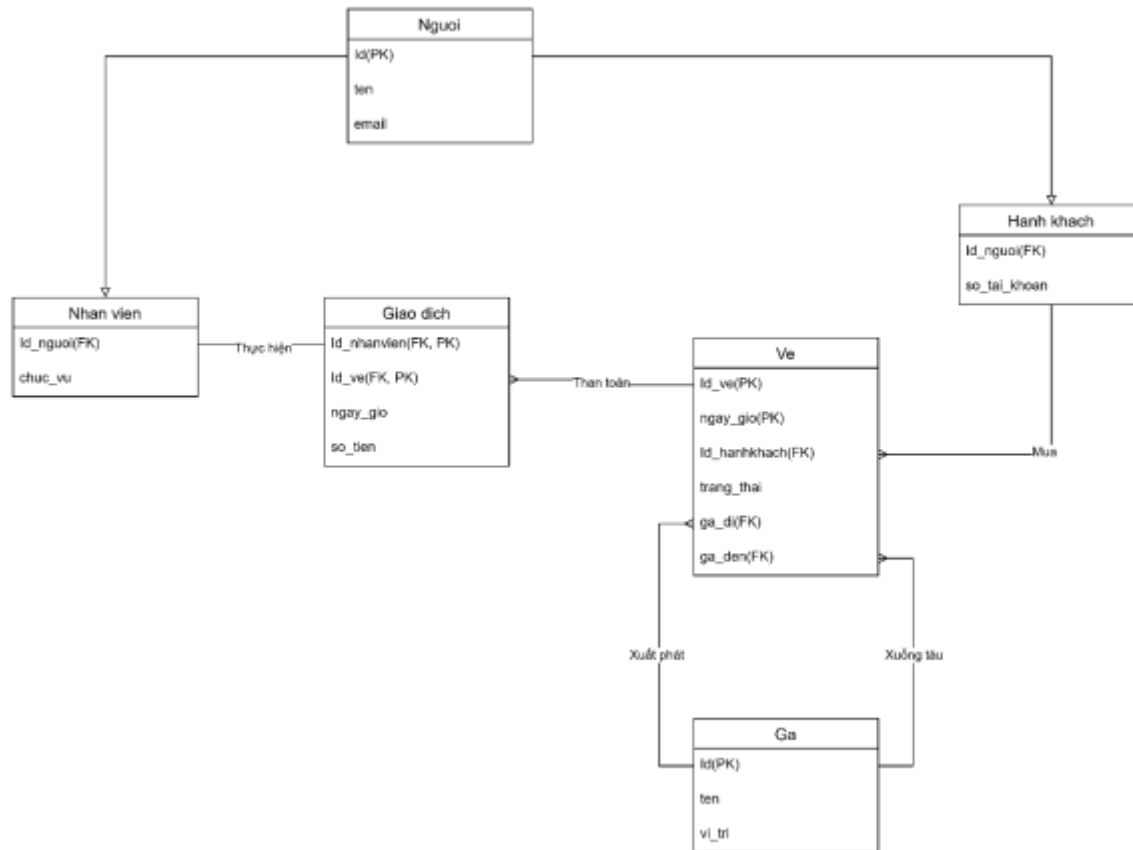 Nguoi
Id(PK)
ten
email
Hanh khach
Id_nguoi(FK)
so_tai_khoan
Nhan vien
Id_nguoi(FK)
chuc_vu
Thực hiện
Giao dich
Id_nhanvien(FK, PK)
Id_ve(FK, PK)
ngay_gio
so_tien
Than toán
Ve
Id_ve(PK)
ngay_gio(PK)
Id_hanhkhach(FK)
trang_thai
ga_di(FK)
ga_den(FK)
Mua
Xuất phát
Xuống tàu
Ga
Id(PK)
ten
vi_tri